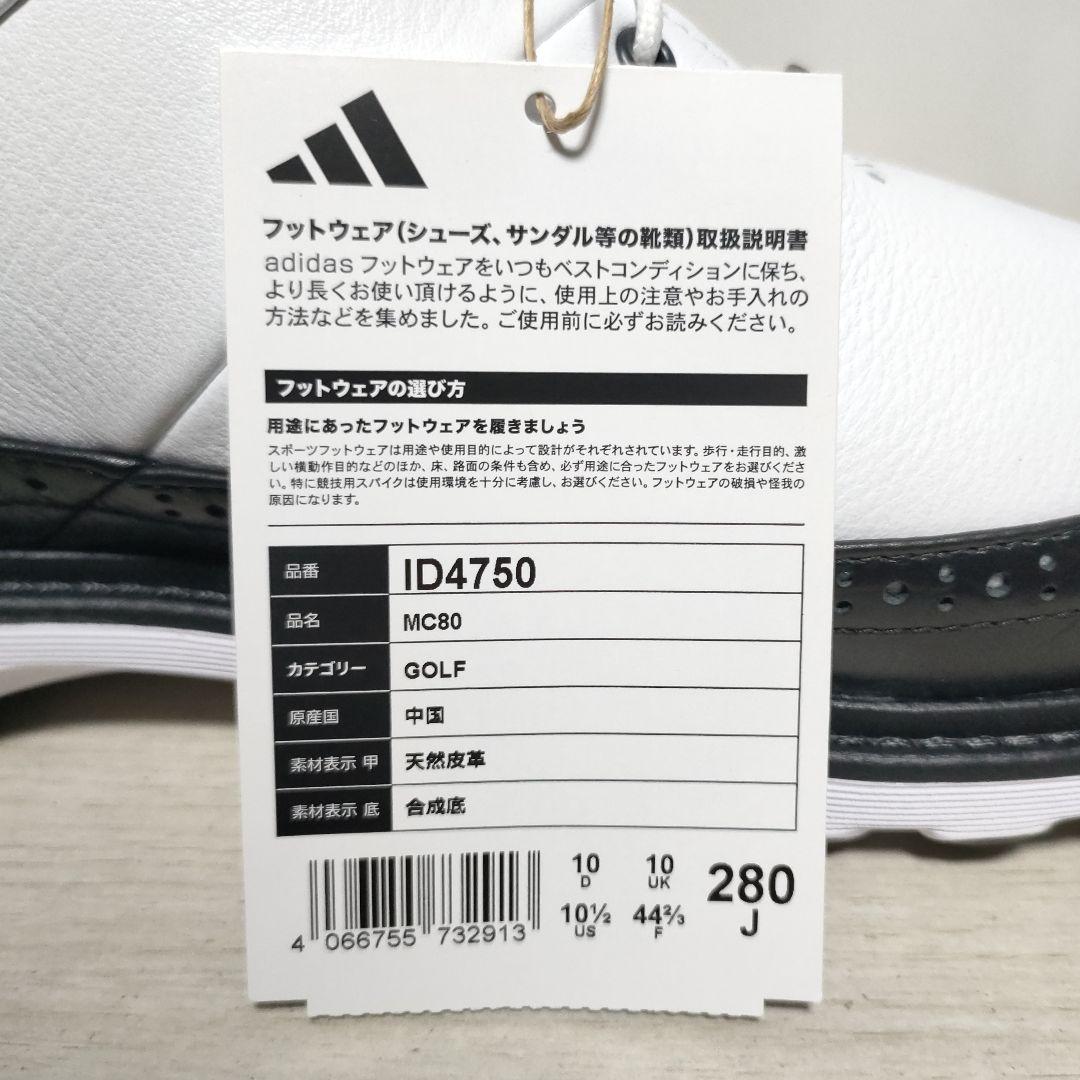 フットウェア(シューズ、サンダル等の靴類)取扱説明書
adidas フットウェアをいつもベストコンディションに保ち、
より長くお使い頂けるように、使用上の注意やお手入れの
方法などを集めました。ご使用前に必ずお読みください。
フットウェアの選び方
用途にあったフットウェアを履きましょう
スポーツフットウェアは用途や使用目的によって設計がそれぞれされています。歩行・走行目的、激
しい横動作目的などのほか、床、路面の条件も含め、必ず用途に合ったフットウェアをお選びくださ
い。特に競技用スパイクは使用環境を十分に考慮し、お選びください。フットウェアの破損や怪我の
原因になります。
品番 ID4750
品名 MC80
カテゴリー GOLF
原産国 中国
素材表示 甲 天然皮革
素材表示 底 合成底
10 10 280
D UK
10½ 44⅔ J
US F
4 066755 732913